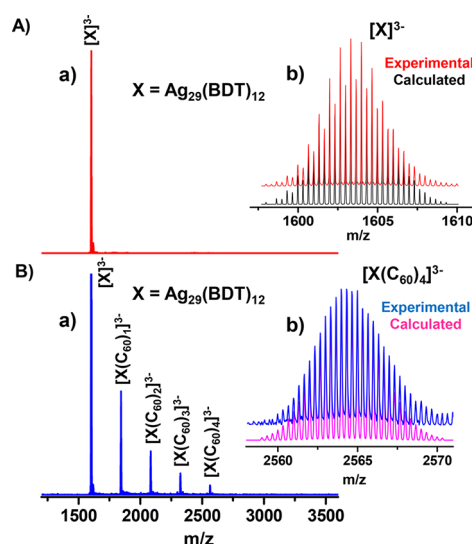 A)
[X]³⁻
a)
X = Ag₂₉(BDT)₁₂
[X]³⁻
b)
Experimental
Calculated
1600 1605 1610
m/z
B)
[X]³⁻
a)
X = Ag₂₉(BDT)₁₂
[X(C₆₀)₁]³⁻
[X(C₆₀)₂]³⁻
[X(C₆₀)₃]³⁻
[X(C₆₀)₄]³⁻
[X(C₆₀)₄]³⁻
b)
Experimental
Calculated
2560 2565 2570
m/z
1500 2000 2500 3000 3500
m/z